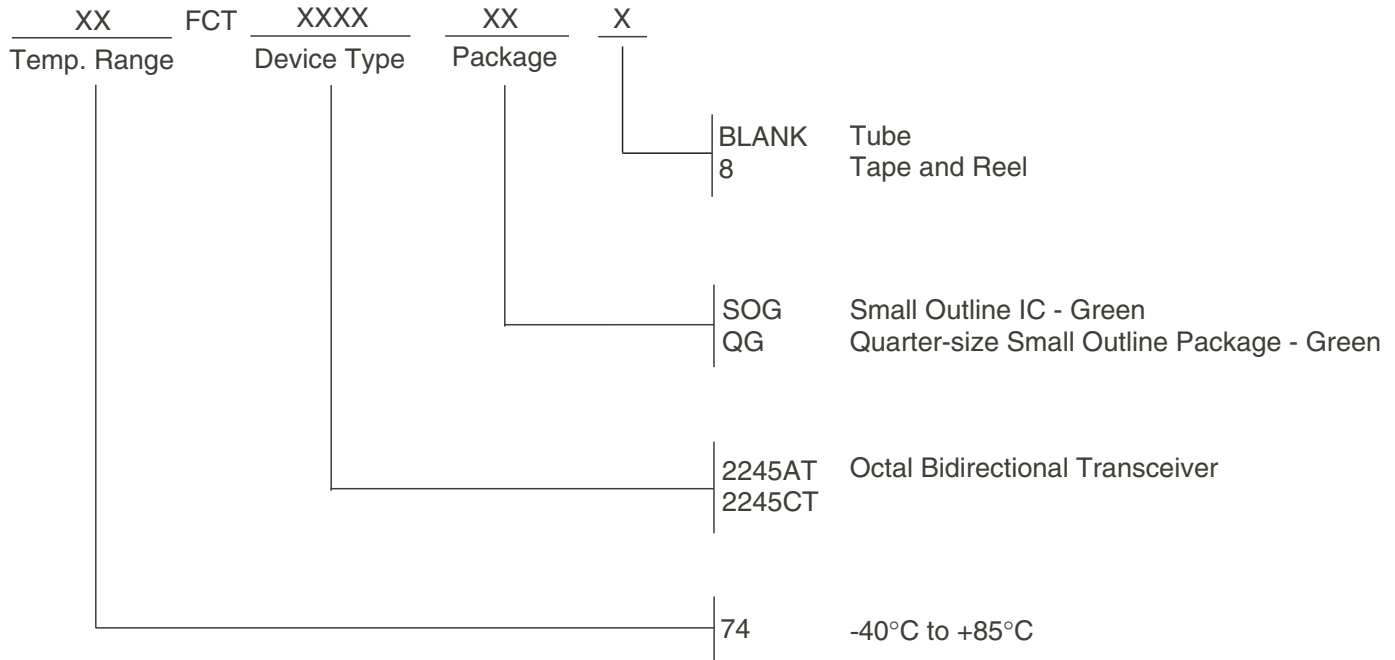 XX FCT XXXX XX X
Temp. Range Device Type Package
BLANK Tube
8 Tape and Reel
SOG Small Outline IC - Green
QG Quarter-size Small Outline Package - Green
2245AT Octal Bidirectional Transceiver
2245CT
74 -40°C to +85°C